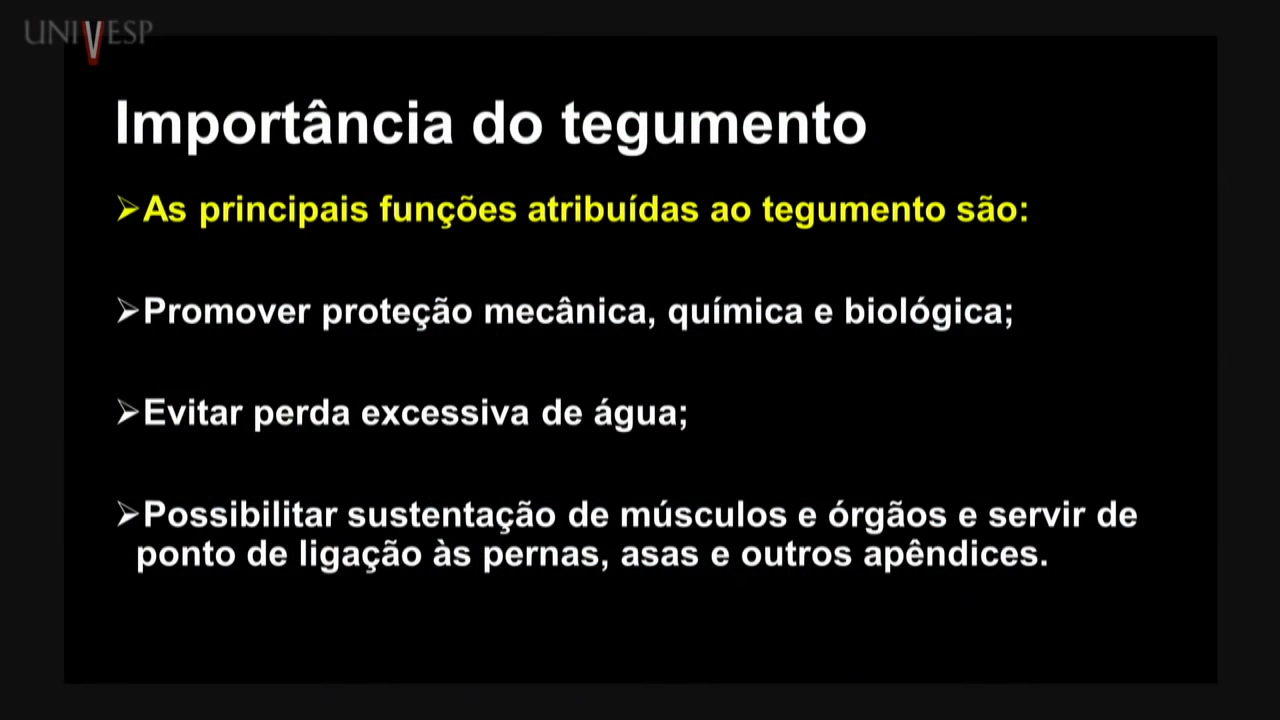 UNIVESP
Importância do tegumento
➢As principais funções atribuídas ao tegumento são:
➢Promover proteção mecânica, química e biológica;
➢Evitar perda excessiva de água;
➢Possibilitar sustentação de músculos e órgãos e servir de
ponto de ligação às pernas, asas e outros apêndices.